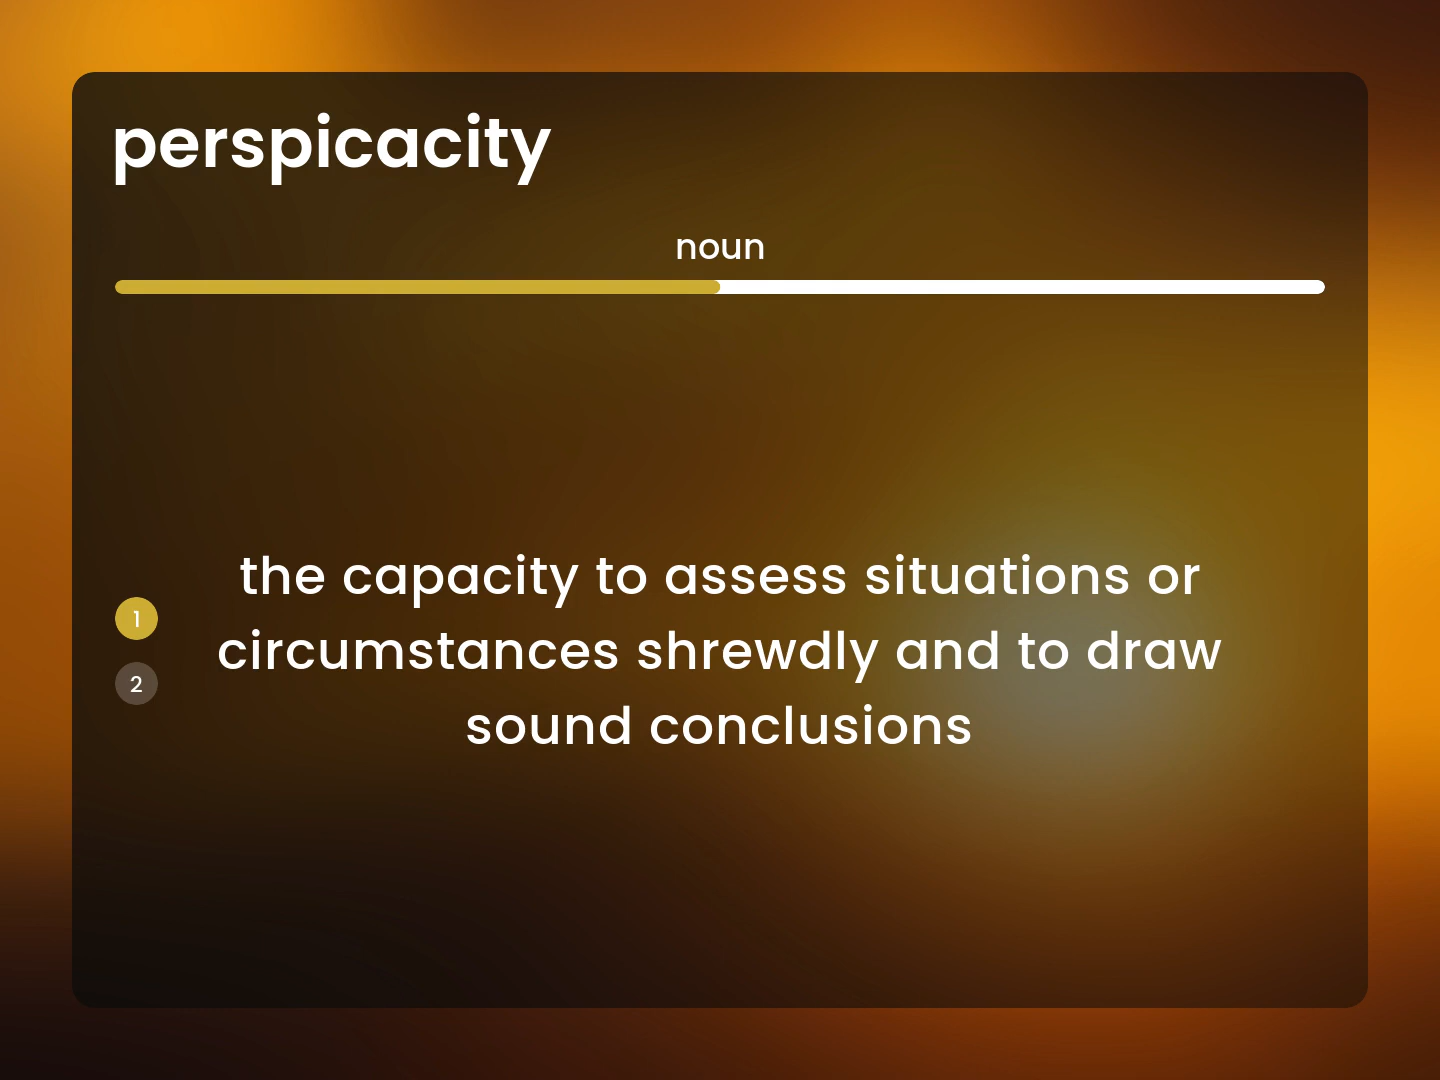 perspicacity
noun
the capacity to assess situations or
circumstances shrewdly and to draw
sound conclusions
1
2